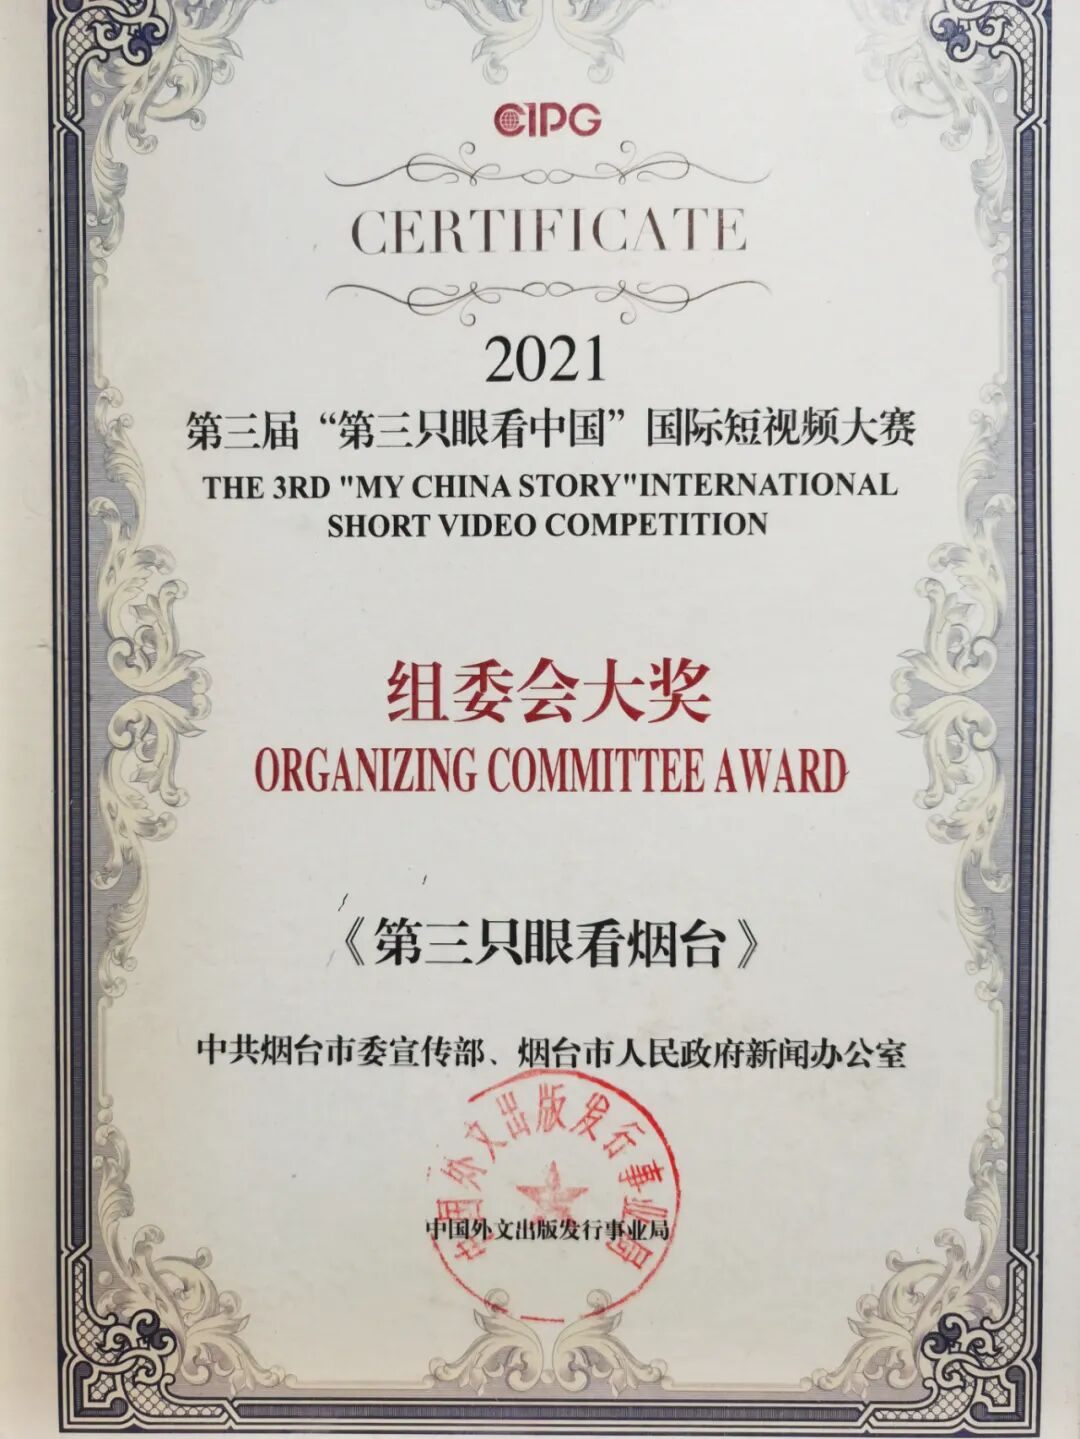 CIPG
CERTIFICATE
2021
第三届“第三只眼看中国”国际短视频大赛
THE 3RD "MY CHINA STORY"INTERNATIONAL
SHORT VIDEO COMPETITION
组委会大奖
ORGANIZING COMMITTEE AWARD
《第三只眼看烟台》
中共烟台市委宣传部、烟台市人民政府新闻办公室
中国外文出版发行事业局
中国外文出版发行事业局